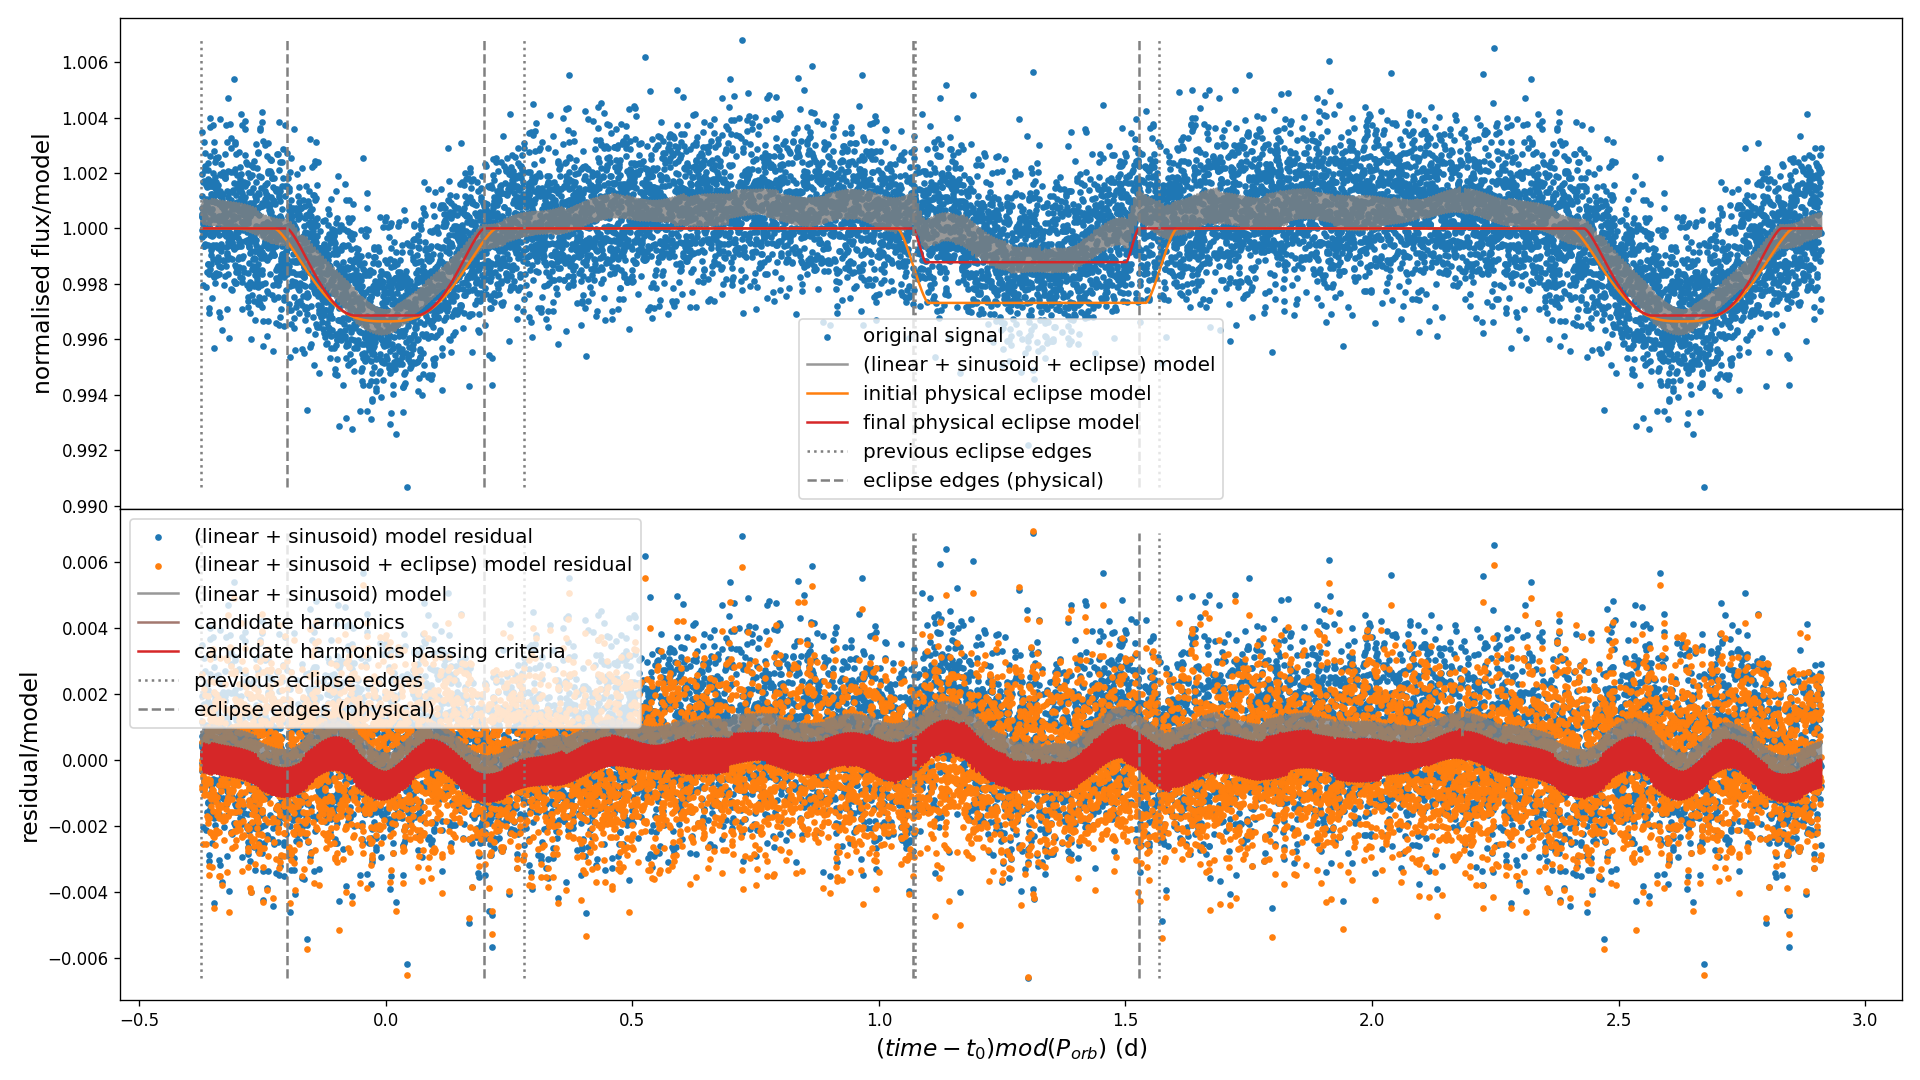 normalised flux/model
1.006
1.004
1.002
1.000
0.998
0.996
0.994
0.992
0.990
original signal
(linear + sinusoid + eclipse) model
initial physical eclipse model
final physical eclipse model
previous eclipse edges
eclipse edges (physical)
residual/model
0.006
0.004
0.002
0.000
−0.002
−0.004
−0.006
(linear + sinusoid) model residual
(linear + sinusoid + eclipse) model residual
(linear + sinusoid) model
candidate harmonics
candidate harmonics passing criteria
previous eclipse edges
eclipse edges (physical)
−0.5 0.0 0.5 1.0 1.5 2.0 2.5 3.0
(time − t₀)mod(P_orb) (d)